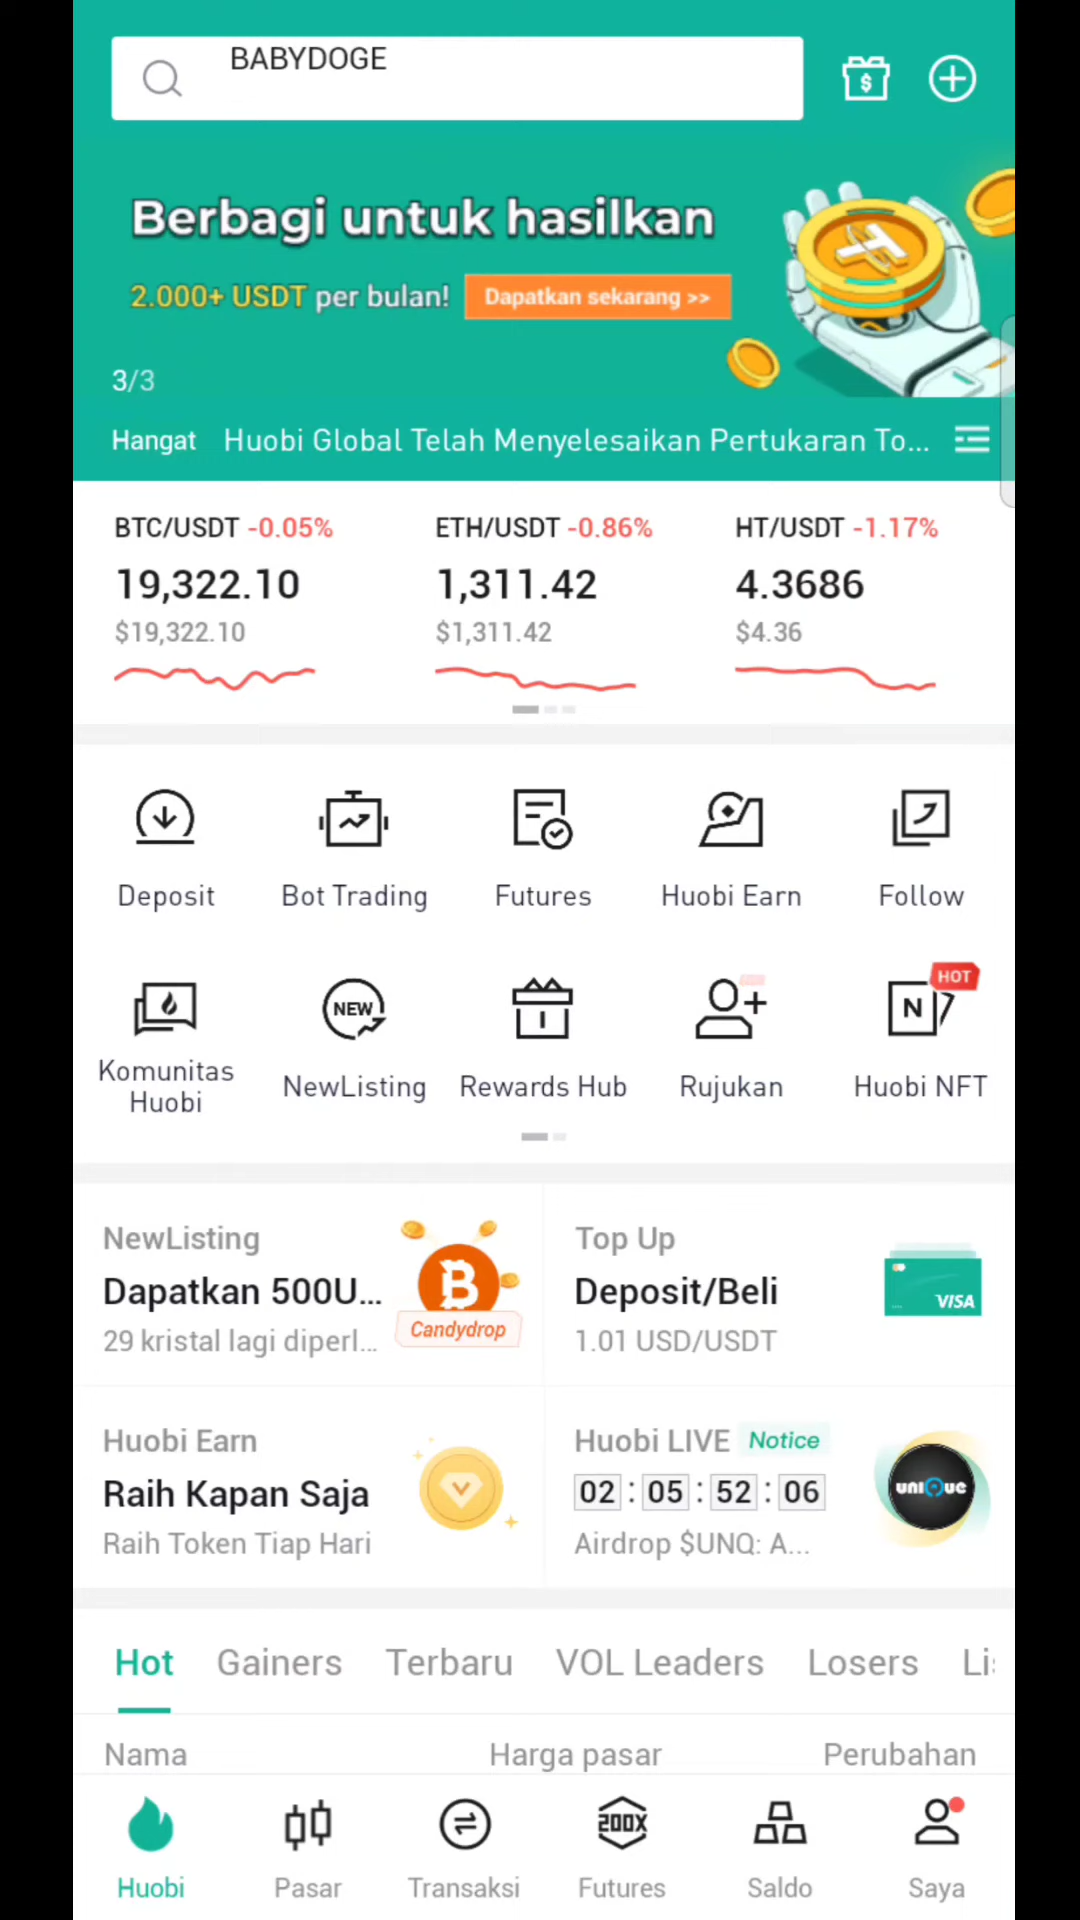 BABYDOGE
Berbagi untuk hasilkan
2.000+ USDT per bulan! Dapatkan sekarang >>
3/3
Hangat Huobi Global Telah Menyelesaikan Pertukaran To...
BTC/USDT -0.05% ETH/USDT -0.86% HT/USDT -1.17%
19,322.10 1,311.42 4.3686
$19,322.10 $1,311.42 $4.36
Deposit Bot Trading Futures Huobi Earn Follow
HOT
NEW N
Komunitas Huobi NewListing Rewards Hub Rujukan Huobi NFT
NewListing
Dapatkan 500U...
29 kristal lagi diperl...
Candydrop
Top Up
Deposit/Beli
1.01 USD/USDT
VISA
Huobi Earn
Raih Kapan Saja
Raih Token Tiap Hari
Huobi LIVE Notice
02 : 05 : 52 : 06
Airdrop $UNQ: A...
UNIQUE
Hot Gainers Terbaru VOL Leaders Losers Li
Nama Harga pasar Perubahan
200X
Huobi Pasar Transaksi Futures Saldo Saya